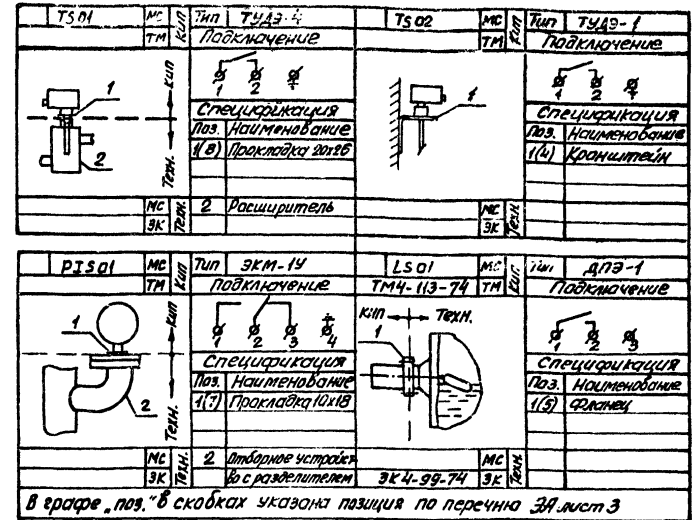 TS01 МС КИП Тип ТУДЭ-4
ТМ Подключение
1 2
КИП
Техн.
1
2
Спецификация
Поз. Наименование
1(8) Прокладка 20х26
МС Техн. 2 Расширитель
ЭК
TS02 МС КИП Тип ТУДЭ-1
ТМ Подключение
1 2
1
Спецификация
Поз. Наименование
1(4) Кронштейн
МС Техн.
ЭК
PIS01 МС КИП Тип ЭКМ-1У
ТМ Подключение
1 2 3 4
КИП
Техн.
1
2
Спецификация
Поз. Наименование
1(7) Прокладка 10х18
МС Техн. 2 Отборное устройст-
ЭК во с разделителем
LS01 МС КИП Тип ДПЭ-1
ТМ4-113-74 ТМ Подключение
КИП Техн.
1
1 2 3
Спецификация
Поз. Наименование
1(5) Фланец
МС Техн.
ЭК4-99-74 ЭК
В графе „поз." в скобках указана позиция по перечню ЭА лист 3